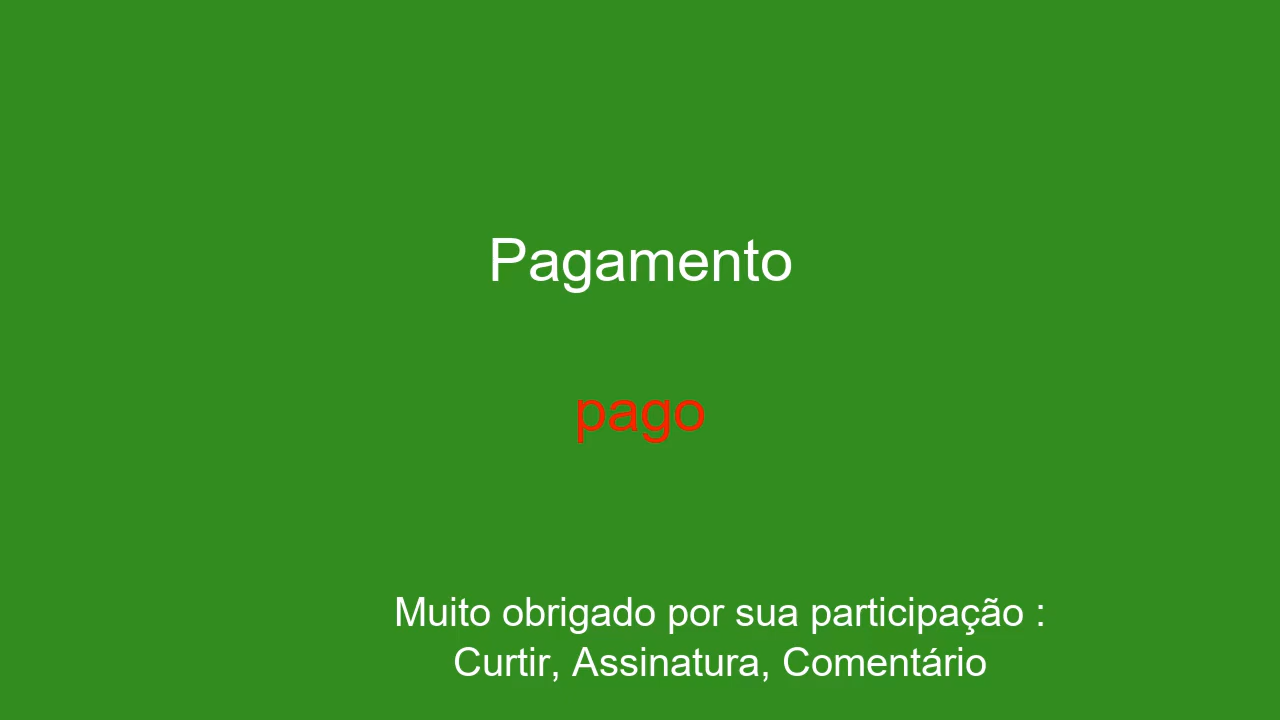 Pagamento
pago
Muito obrigado por sua participação :
Curtir, Assinatura, Comentário